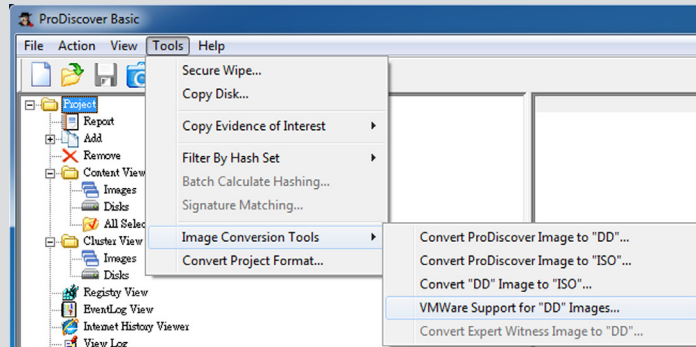 ProDiscover Basic
File Action View Tools Help
Secure Wipe...
Copy Disk...
Copy Evidence of Interest
Filter By Hash Set
Batch Calculate Hashing...
Signature Matching...
Image Conversion Tools
Convert Project Format...
Convert ProDiscover Image to "DD"...
Convert ProDiscover Image to "ISO"...
Convert "DD" Image to "ISO"...
VMWare Support for "DD" Images...
Convert Expert Witness Image to "DD"...
Project
Report
Add
Remove
Content View
Images
Disks
All Selec
Cluster View
Images
Disks
Registry View
EventLog View
Internet History Viewer
View Log